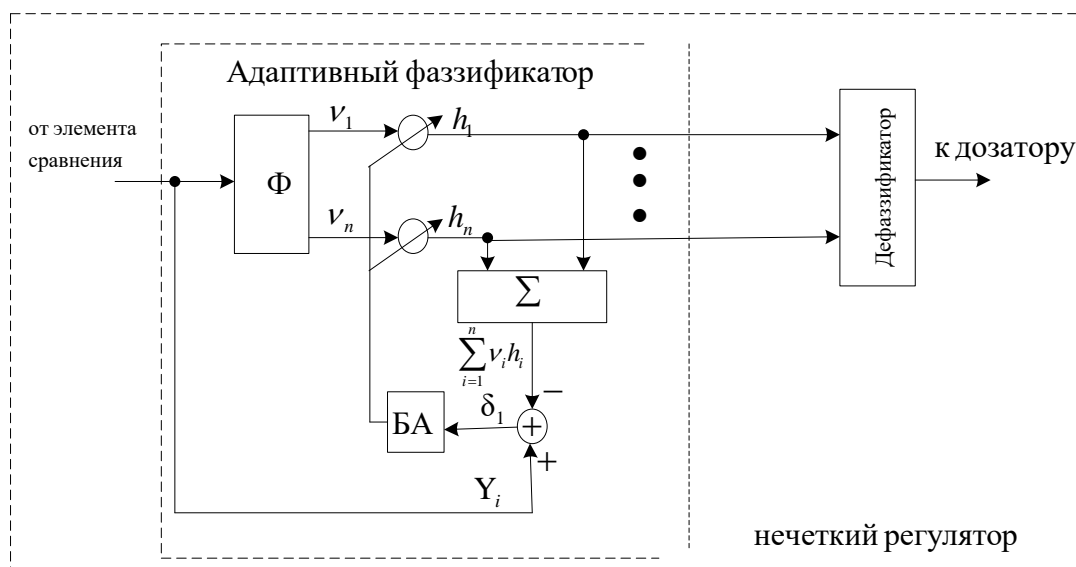 Адаптивный фаззификатор
от элемента
сравнения
Ф
ν₁
h₁
νₙ
hₙ
Дефаззификатор
к дозатору
Σ
n
∑ νᵢhᵢ
i=1
−
БА
δ₁
+
+
Yᵢ
нечеткий регулятор